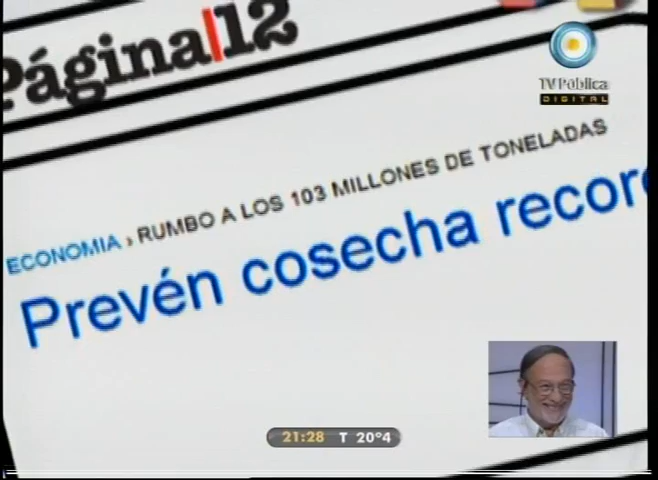 Página|12
TV Pública
DIGITAL
ECONOMIA › RUMBO A LOS 103 MILLONES DE TONELADAS
Prevén cosecha recor
21:28 T 20°4